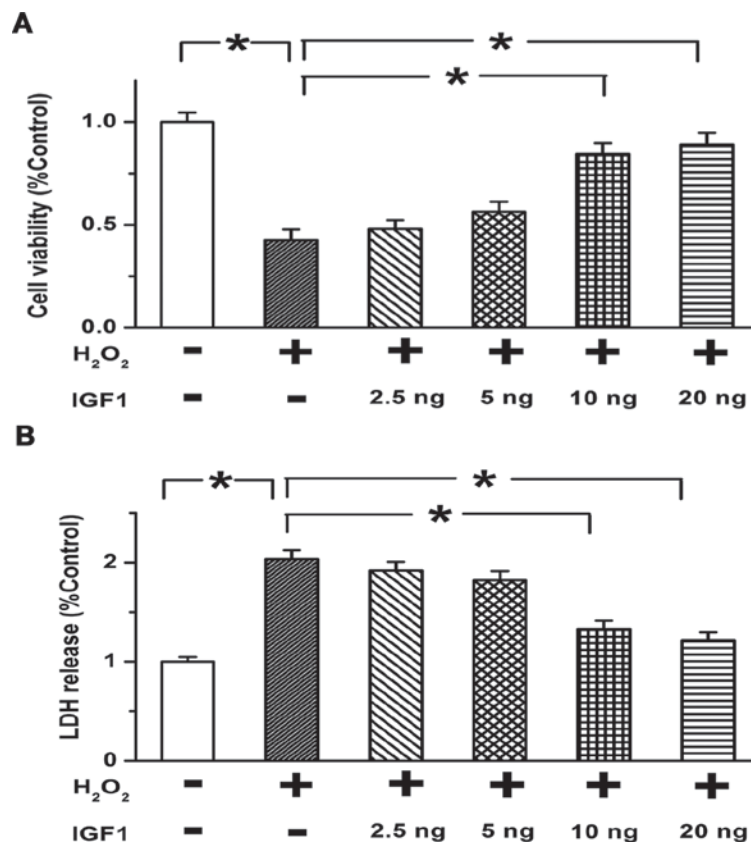 A
* *
*
Cell viability (%Control)
1.0
0.5
0.0
H₂O₂ - + + + + +
IGF1 - - 2.5 ng 5 ng 10 ng 20 ng
B
* *
*
LDH release (%Control)
2
1
0
H₂O₂ - + + + + +
IGF1 - - 2.5 ng 5 ng 10 ng 20 ng